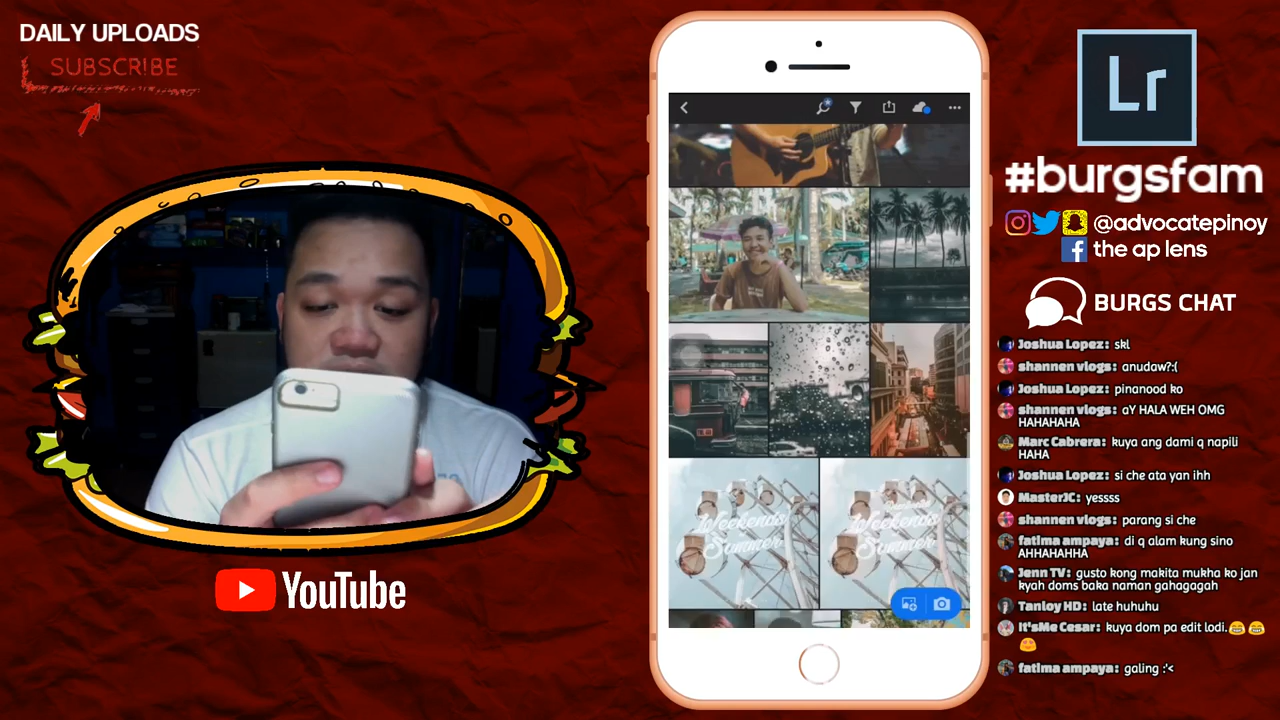 DAILY UPLOADS
SUBSCRIBE
YouTube
Weekends
Summer
Weekends
Summer
Lr
#burgsfam
@advocatepinoy
the ap lens
BURGS CHAT
Joshua Lopez: skl
shannen vlogs: anudaw?:(
Joshua Lopez: pinanood ko
shannen vlogs: aY HALA WEH OMG
HAHAHAHA
Marc Cabrera: kuya ang dami q napili
HAHA
Joshua Lopez: si che ata yan ihh
MasterJC: yessss
shannen vlogs: parang si che
fatima ampaya: di q alam kung sino
AHHAHAHHA
Jenn TV: gusto kong makita mukha ko jan
kyah doms baka naman gahagagah
Tanloy HD: late huhuhu
It'sMe Cesar: kuya dom pa edit lodi.😂😂
😍
fatima ampaya: galing :'<